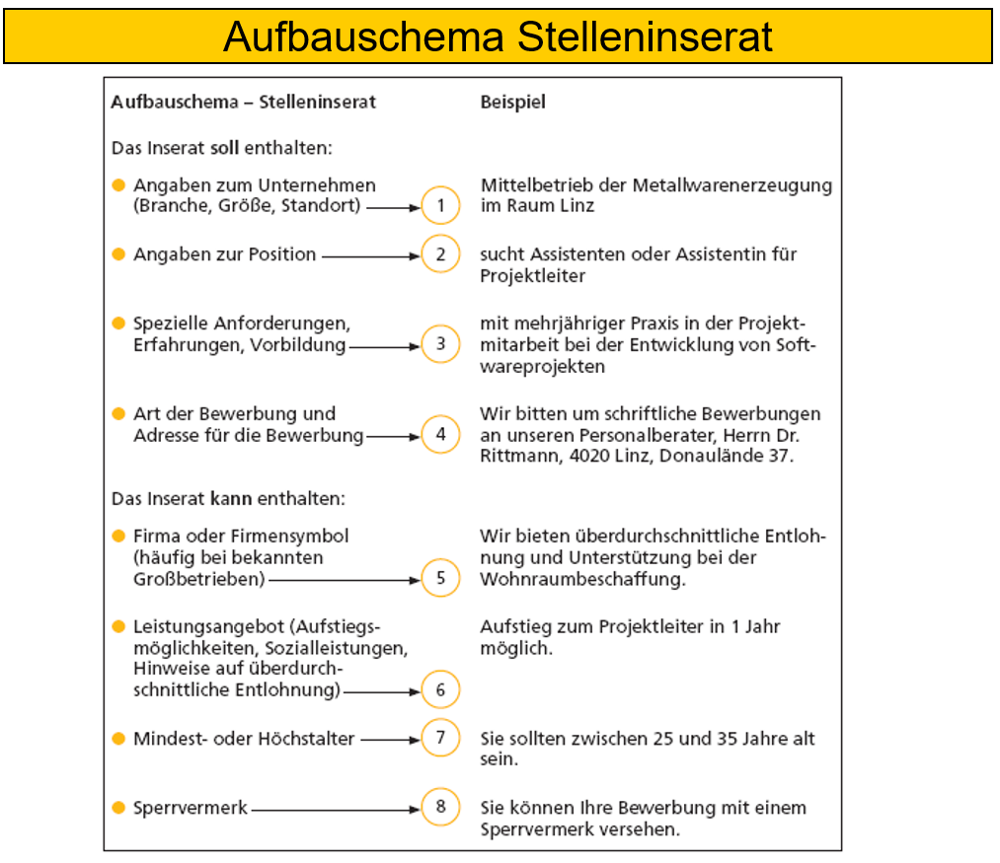 Aufbauschema Stelleninserat
Aufbauschema – Stelleninserat
Beispiel
Das Inserat soll enthalten:
Angaben zum Unternehmen
(Branche, Größe, Standort)
1
Mittelbetrieb der Metallwarenerzeugung
im Raum Linz
Angaben zur Position
2
sucht Assistenten oder Assistentin für
Projektleiter
Spezielle Anforderungen,
Erfahrungen, Vorbildung
3
mit mehrjähriger Praxis in der Projekt-
mitarbeit bei der Entwicklung von Soft-
wareprojekten
Art der Bewerbung und
Adresse für die Bewerbung
4
Wir bitten um schriftliche Bewerbungen
an unseren Personalberater, Herrn Dr.
Rittmann, 4020 Linz, Donaulände 37.
Das Inserat kann enthalten:
Firma oder Firmensymbol
(häufig bei bekannten
Großbetrieben)
5
Wir bieten überdurchschnittliche Entloh-
nung und Unterstützung bei der
Wohnraumbeschaffung.
Leistungsangebot (Aufstiegs-
möglichkeiten, Sozialleistungen,
Hinweise auf überdurch-
schnittliche Entlohnung)
6
Aufstieg zum Projektleiter in 1 Jahr
möglich.
Mindest- oder Höchstalter
7
Sie sollten zwischen 25 und 35 Jahre alt
sein.
Sperrvermerk
8
Sie können Ihre Bewerbung mit einem
Sperrvermerk versehen.